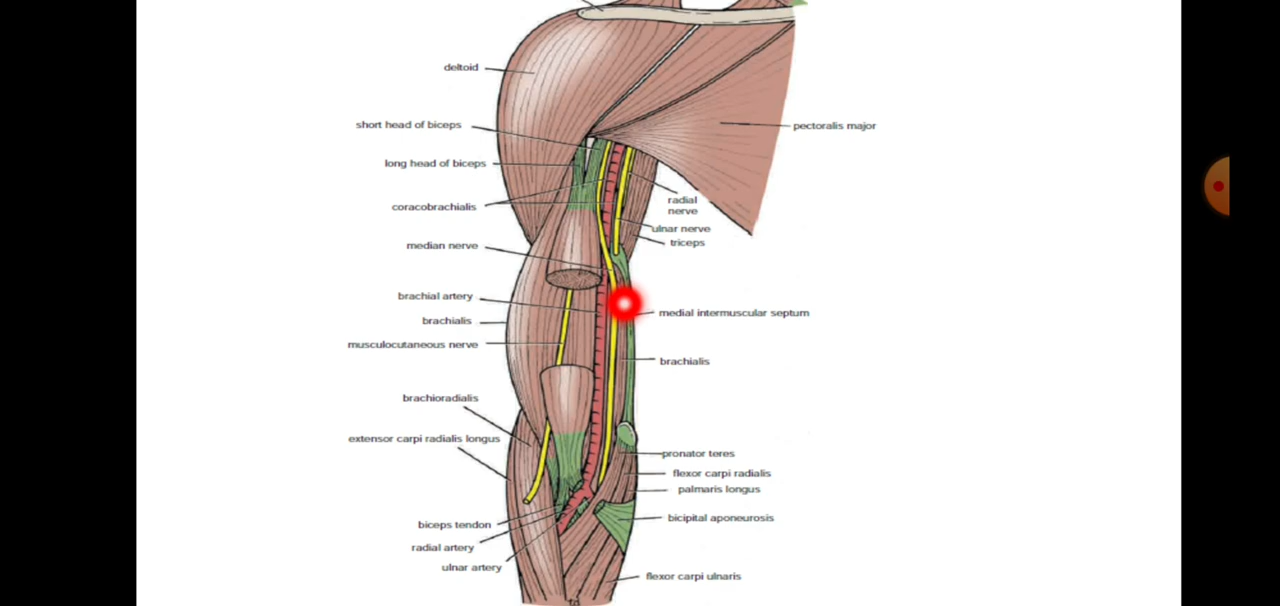 deltoid
short head of biceps
long head of biceps
coracobrachialis
median nerve
brachial artery
brachialis
musculocutaneous nerve
brachioradialis
extensor carpi radialis longus
biceps tendon
radial artery
ulnar artery
pectoralis major
radial
nerve
ulnar nerve
triceps
medial intermuscular septum
brachialis
pronator teres
flexor carpi radialis
palmaris longus
bicipital aponeurosis
flexor carpi ulnaris